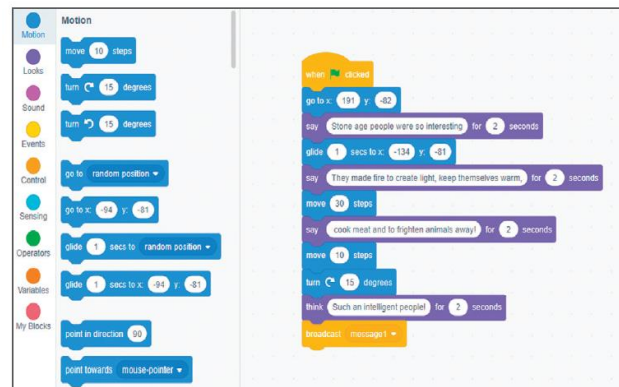 Motion
Looks
Sound
Events
Control
Sensing
Operators
Variables
My Blocks
Motion
move 10 steps
turn 15 degrees
turn 15 degrees
go to random position
go to x: -94 y: -81
glide 1 secs to random position
glide 1 secs to x: -94 y: -81
point in direction 90
point towards mouse-pointer
when clicked
go to x: 191 y: -82
say Stone age people were so interesting for 2 seconds
glide 1 secs to x: -134 y: -81
say They made fire to create light, keep themselves warm, for 2 seconds
move 30 steps
say cook meat and to frighten animals away! for 2 seconds
move 10 steps
turn 15 degrees
think Such an intelligent people! for 2 seconds
broadcast message1